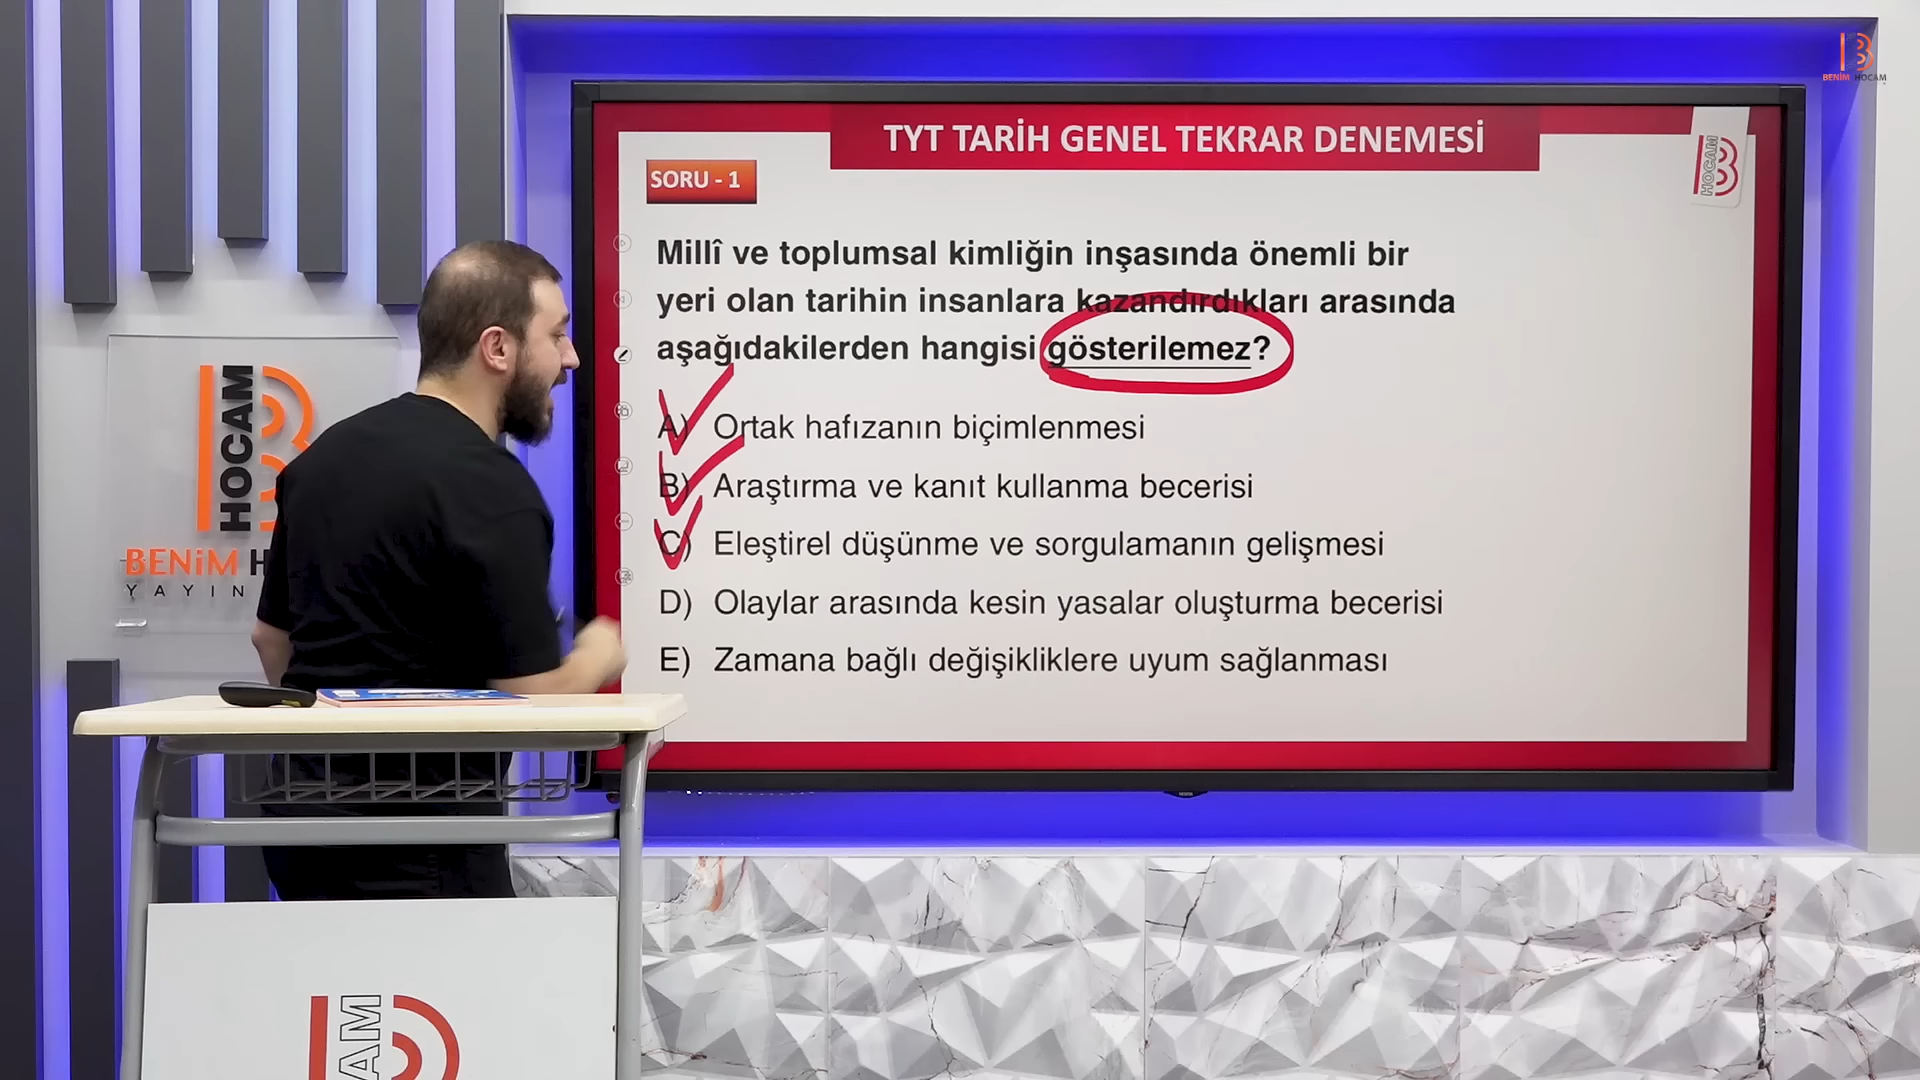 BENİM HOCAM
TYT TARİH GENEL TEKRAR DENEMESİ
HOCAM
SORU - 1
Millî ve toplumsal kimliğin inşasında önemli bir
yeri olan tarihin insanlara kazandırdıkları arasında
aşağıdakilerden hangisi gösterilemez?
A) Ortak hafızanın biçimlenmesi
B) Araştırma ve kanıt kullanma becerisi
C) Eleştirel düşünme ve sorgulamanın gelişmesi
D) Olaylar arasında kesin yasalar oluşturma becerisi
E) Zamana bağlı değişikliklere uyum sağlanması
HOCAM
BENİM H
YAYIN
CAM